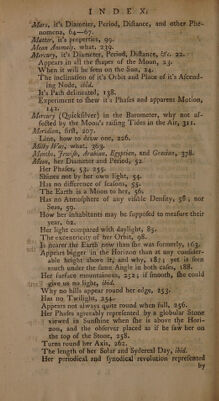 INDEX.
Mars, it's Diameter, Period, Distance, and other Phe-
nomena, 64—67.
Matter, it's properties, 99.
Mean Anomaly, what, 239.
Mercury, it's Diameter, Period, Distance, &c. 22.
Appears in all the shapes of the Moon, 23.
When it will be seen on the Sun, 24.
The inclination of it's Orbit and Place of it's Ascend-
ing Node, ibid.
It's Path delineated, 138.
Experiment to shew it's Phases and apparent Motion,
142.
Mercury [Quicksilver] in the Barometer, why not af-
fected by the Moon's raising Tides in the Air, 311.
Meridian, first, 207.
Line, how to draw one, 226.
Milky Way, what, 363.
Months, Jewish, Arabian, Egyptian, and Grecian, 378.
Moon, her Diameter and Period, 52.
Her Phases, 53, 255.
Shines not by her own light, 54.
Has no difference of seasons, 55.
The Earth is a Moon to her, 56.
Has no Atmosphere of any visible Density, 58, nor
Seas, 59.
How her inhabitants may be supposed to measure their
year, 62.
Her light compared with daylight, 85.
The excentricity of her Orbit, 98.
Is nearer the Earth now than she was formerly, 163.
Appears bigger in the Horizon than at any consider-
able height above it, and why, 187; yet is seen
much under the same Angle in both cases, 188.
Her surface mountainous, 252; if smooth, she could
give us no light, ibid.
Why no hills appear round her edge, 253.
Has no Twilight, 254.
Appears not always quite round when full, 256.
Her Phases agreeably represented by a globular Stone
viewed in Sunshine when she is above the Hori-
zon, and the observer placed as if he saw her on
the top of the Stone, 258.
Turns round her Axis, 262.
The length of her Solar and Sydereal Day, ibid.
Her periodical and synodical revolution represented
by